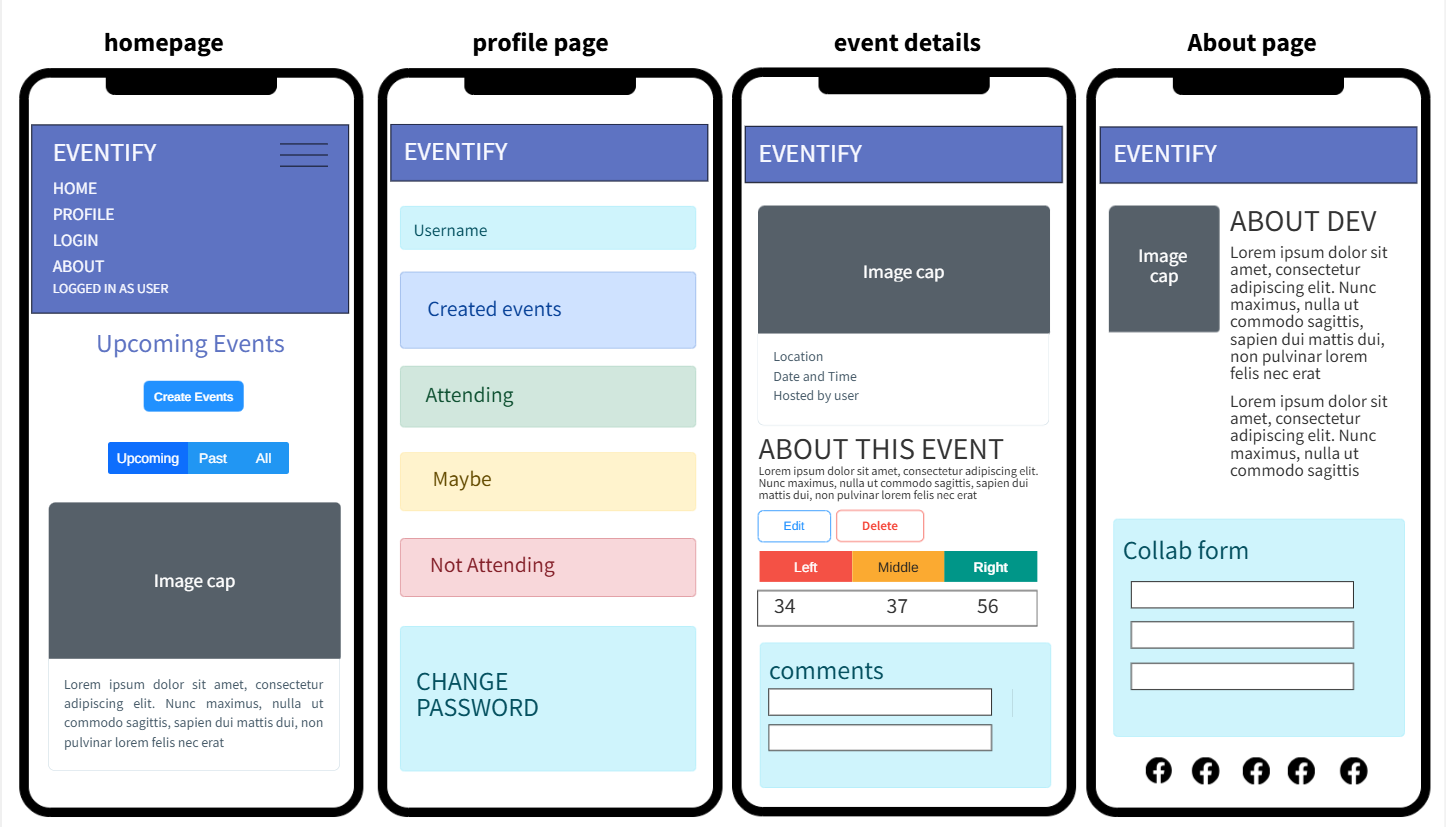 homepage
EVENTIFY
HOME
PROFILE
LOGIN
ABOUT
LOGGED IN AS USER
Upcoming Events
Create Events
Upcoming Past All
Image cap
Lorem ipsum dolor sit amet, consectetur
adipiscing elit. Nunc maximus, nulla ut
commodo sagittis, sapien dui mattis dui, non
pulvinar lorem felis nec erat
profile page
EVENTIFY
Username
Created events
Attending
Maybe
Not Attending
CHANGE
PASSWORD
event details
EVENTIFY
Image cap
Location
Date and Time
Hosted by user
ABOUT THIS EVENT
Lorem ipsum dolor sit amet, consectetur adipiscing elit.
Nunc maximus, nulla ut commodo sagittis, sapien dui
mattis dui, non pulvinar lorem felis nec erat
Edit Delete
Left Middle Right
34 37 56
comments
About page
EVENTIFY
Image
cap
ABOUT DEV
Lorem ipsum dolor sit
amet, consectetur
adipiscing elit. Nunc
maximus, nulla ut
commodo sagittis,
sapien dui mattis dui,
non pulvinar lorem
felis nec erat
Lorem ipsum dolor sit
amet, consectetur
adipiscing elit. Nunc
maximus, nulla ut
commodo sagittis
Collab form